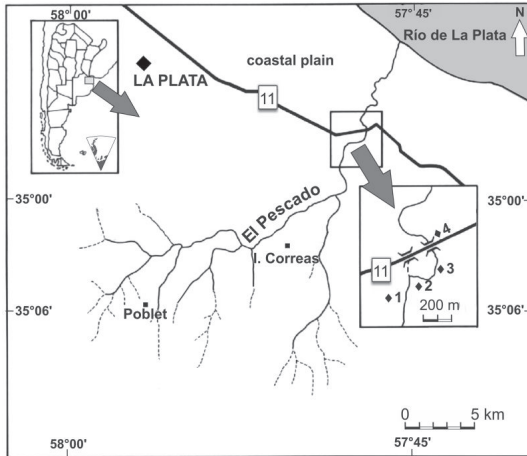 58°00'
57°45'
N
Río de La Plata
coastal plain
LA PLATA
11
35°00'
35°00'
El Pescado
4
I. Correas
11
3
2
1
35°06'
35°06'
Poblet
200 m
0 5 km
58°00'
57°45'